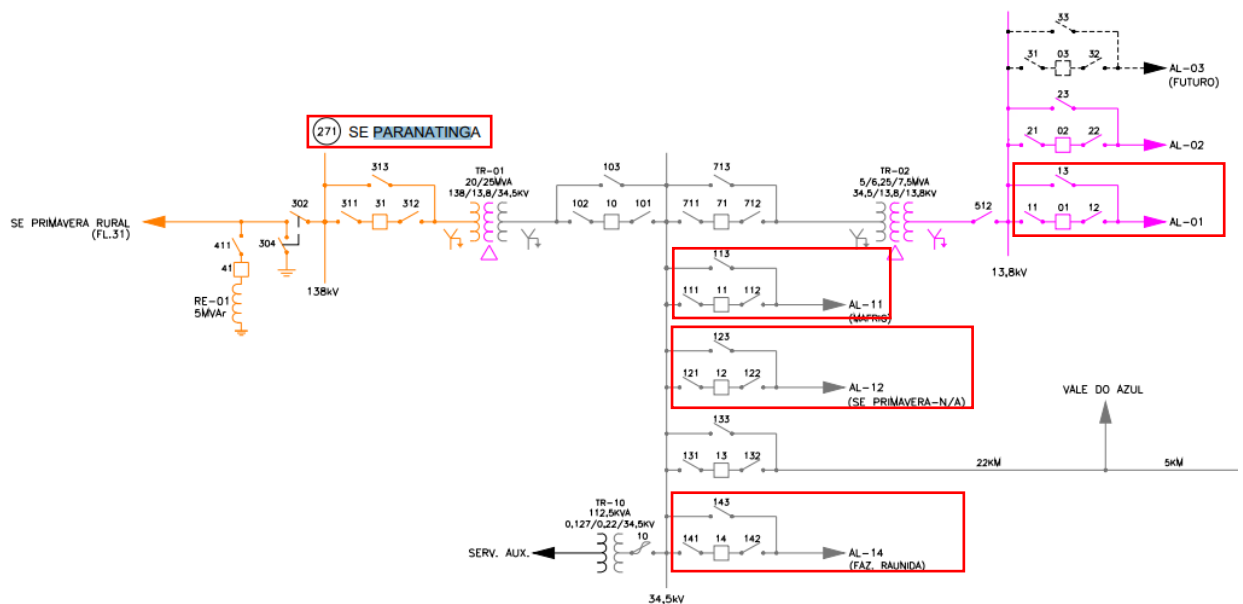 33
31 03 32
AL-03
(FUTURO)
23
21 02 22
AL-02
271 SE PARANATINGA
13
11 01 12
AL-01
512
13,8kV
SE PRIMAVERA RURAL
(FL.31)
302
313
311 31 312
304
411
41
RE-01
5MVAr
138kV
TR-01
20/25MVA
138/13,8/34,5KV
103
102 10 101
713
711 71 712
TR-02
5/6,25/7,5MVA
34,5/13,8/13,8KV
113
111 11 112
AL-11
(MAFRIG)
123
121 12 122
AL-12
(SE PRIMAVERA-N/A)
133
131 13 132
22KM
VALE DO AZUL
5KM
TR-10
112,5KVA
0,127/0,22/34,5KV
10
SERV. AUX.
143
141 14 142
AL-14
(FAZ. RAUNIDA)
34,5kV